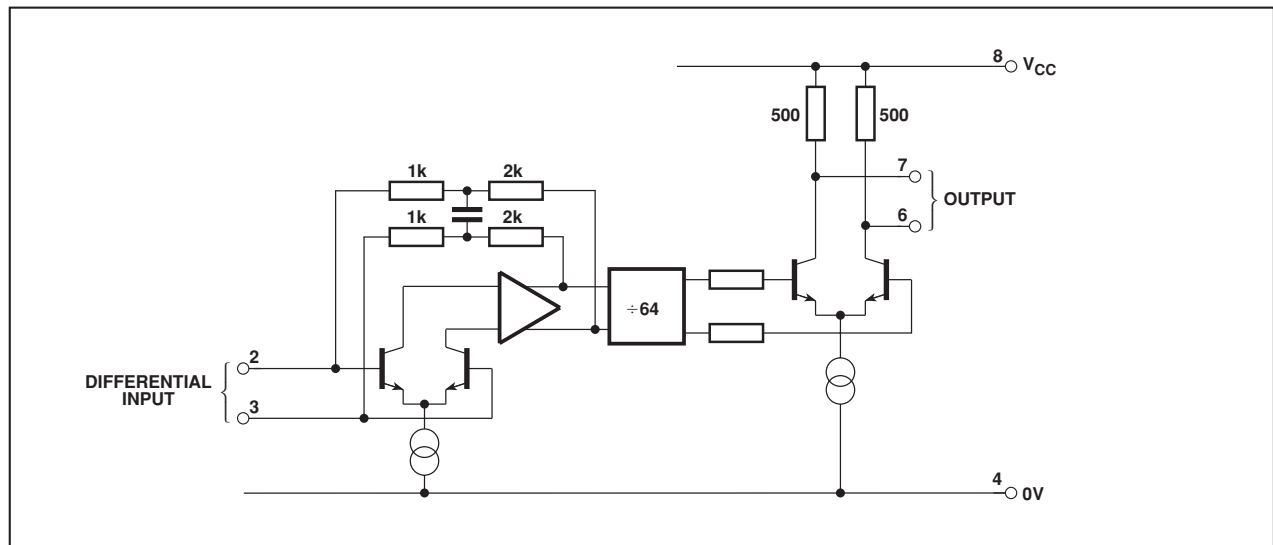 8 V_CC
500 500
1k 2k
7
1k 2k
OUTPUT
6
÷64
2
DIFFERENTIAL
INPUT
3
4 0V